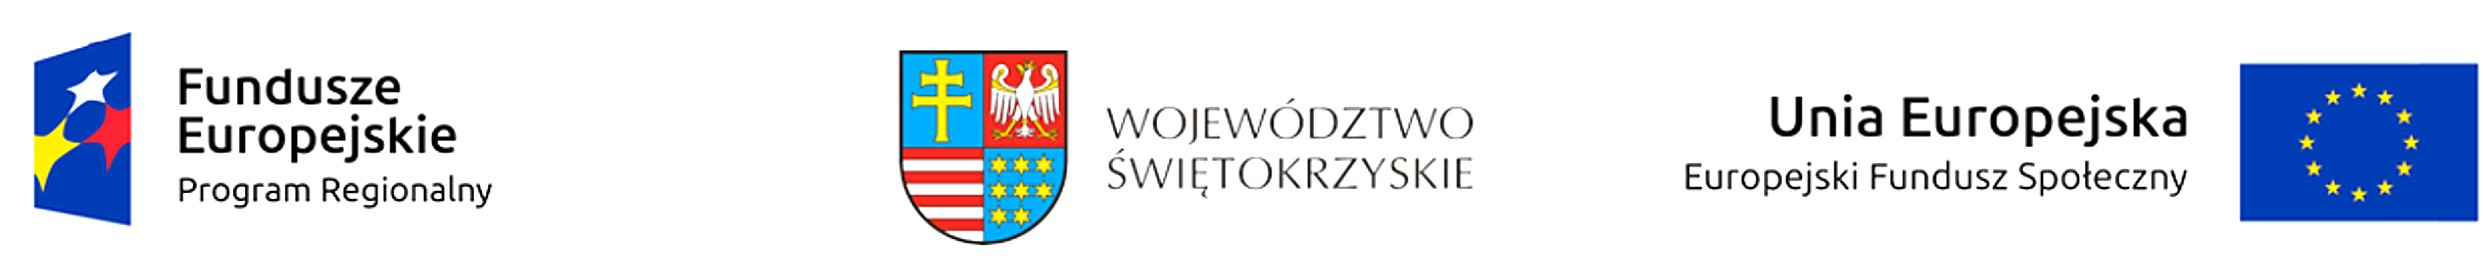 Fundusze
Europejskie
Program Regionalny
WOJEWÓDZTWO
ŚWIĘTOKRZYSKIE
Unia Europejska
Europejski Fundusz Społeczny